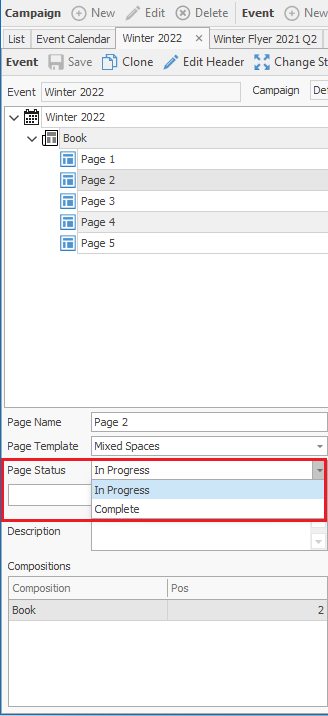 Campaign New Edit Delete Event New
List Event Calendar Winter 2022 × Winter Flyer 2021 Q2
Event Save Clone Edit Header Change St
Event Winter 2022 Campaign
Winter 2022
Book
Page 1
Page 2
Page 3
Page 4
Page 5
Page Name Page 2
Page Template Mixed Spaces
Page Status In Progress
In Progress
Complete
Description
Compositions
Composition Pos
Book 2